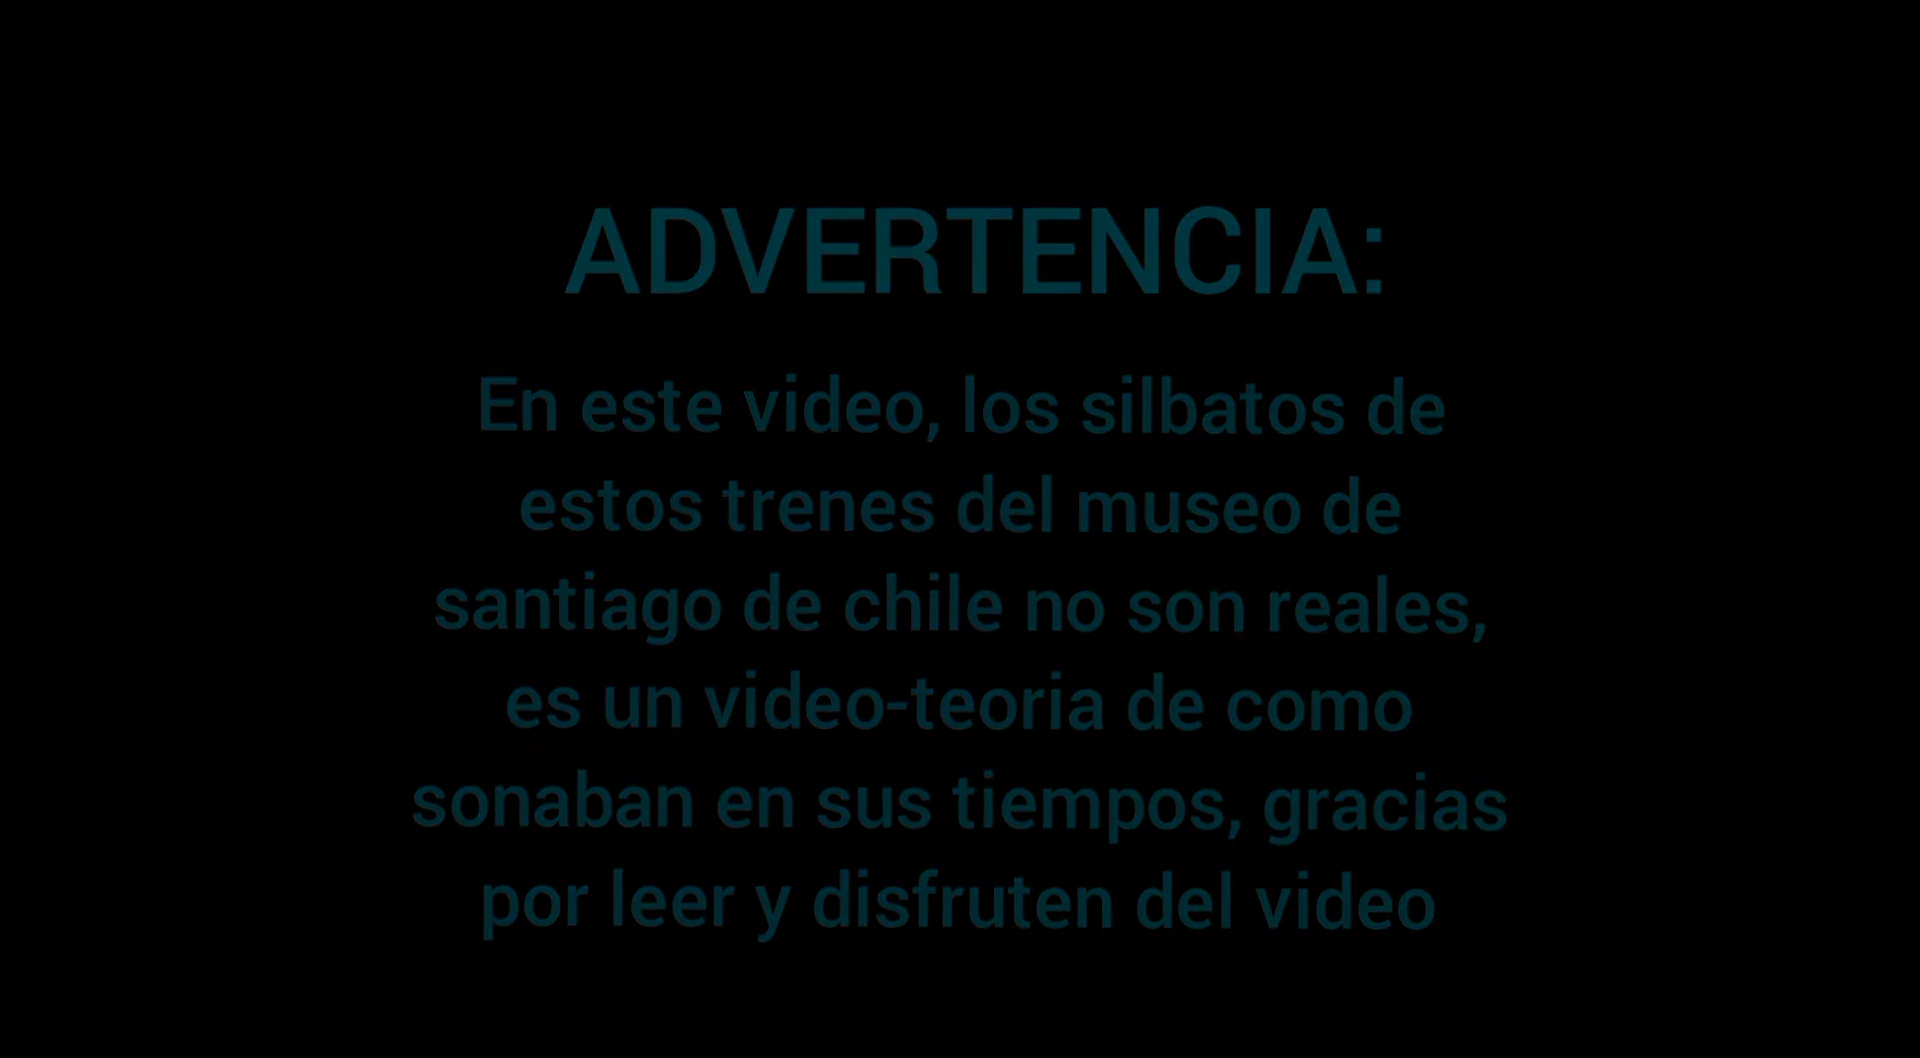 ADVERTENCIA:
En este video, los silbatos de
estos trenes del museo de
santiago de chile no son reales,
es un video-teoria de como
sonaban en sus tiempos, gracias
por leer y disfruten del video